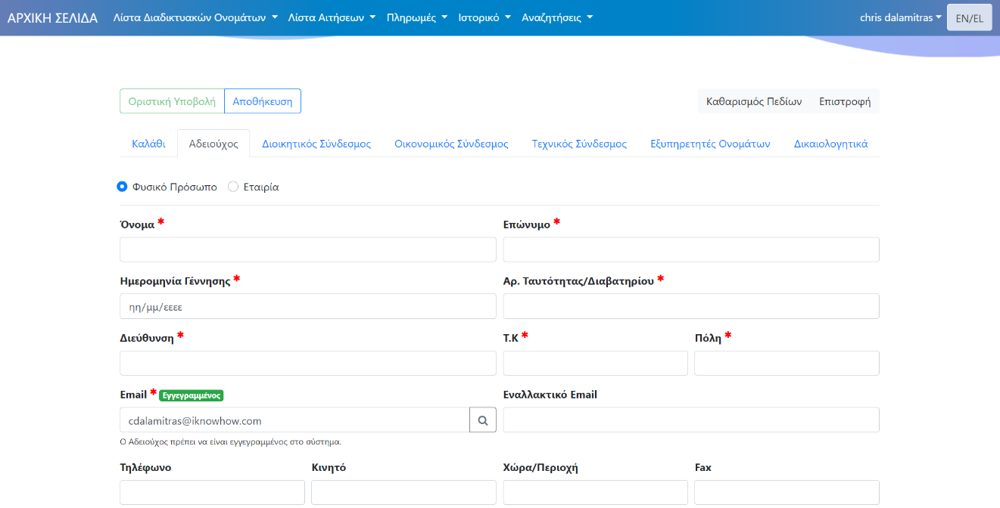 ΑΡΧΙΚΗ ΣΕΛΙΔΑ Λίστα Διαδικτυακών Ονομάτων Λίστα Αιτήσεων Πληρωμές Ιστορικό Αναζητήσεις chris dalamitras EN/EL
Οριστική Υποβολή Αποθήκευση Καθαρισμός Πεδίων Επιστροφή
Καλάθι Αδειούχος Διοικητικός Σύνδεσμος Οικονομικός Σύνδεσμος Τεχνικός Σύνδεσμος Εξυπηρετητές Ονομάτων Δικαιολογητικά
Φυσικό Πρόσωπο Εταιρία
Όνομα * Επώνυμο *
Ημερομηνία Γέννησης * Αρ. Ταυτότητας/Διαβατηρίου *
ηη/μμ/εεεε
Διεύθυνση * Τ.Κ * Πόλη *
Email * Εγγεγραμμένος Εναλλακτικό Email
cdalamitras@iknowhow.com
Ο Αδειούχος πρέπει να είναι εγγεγραμμένος στο σύστημα.
Τηλέφωνο Κινητό Χώρα/Περιοχή Fax